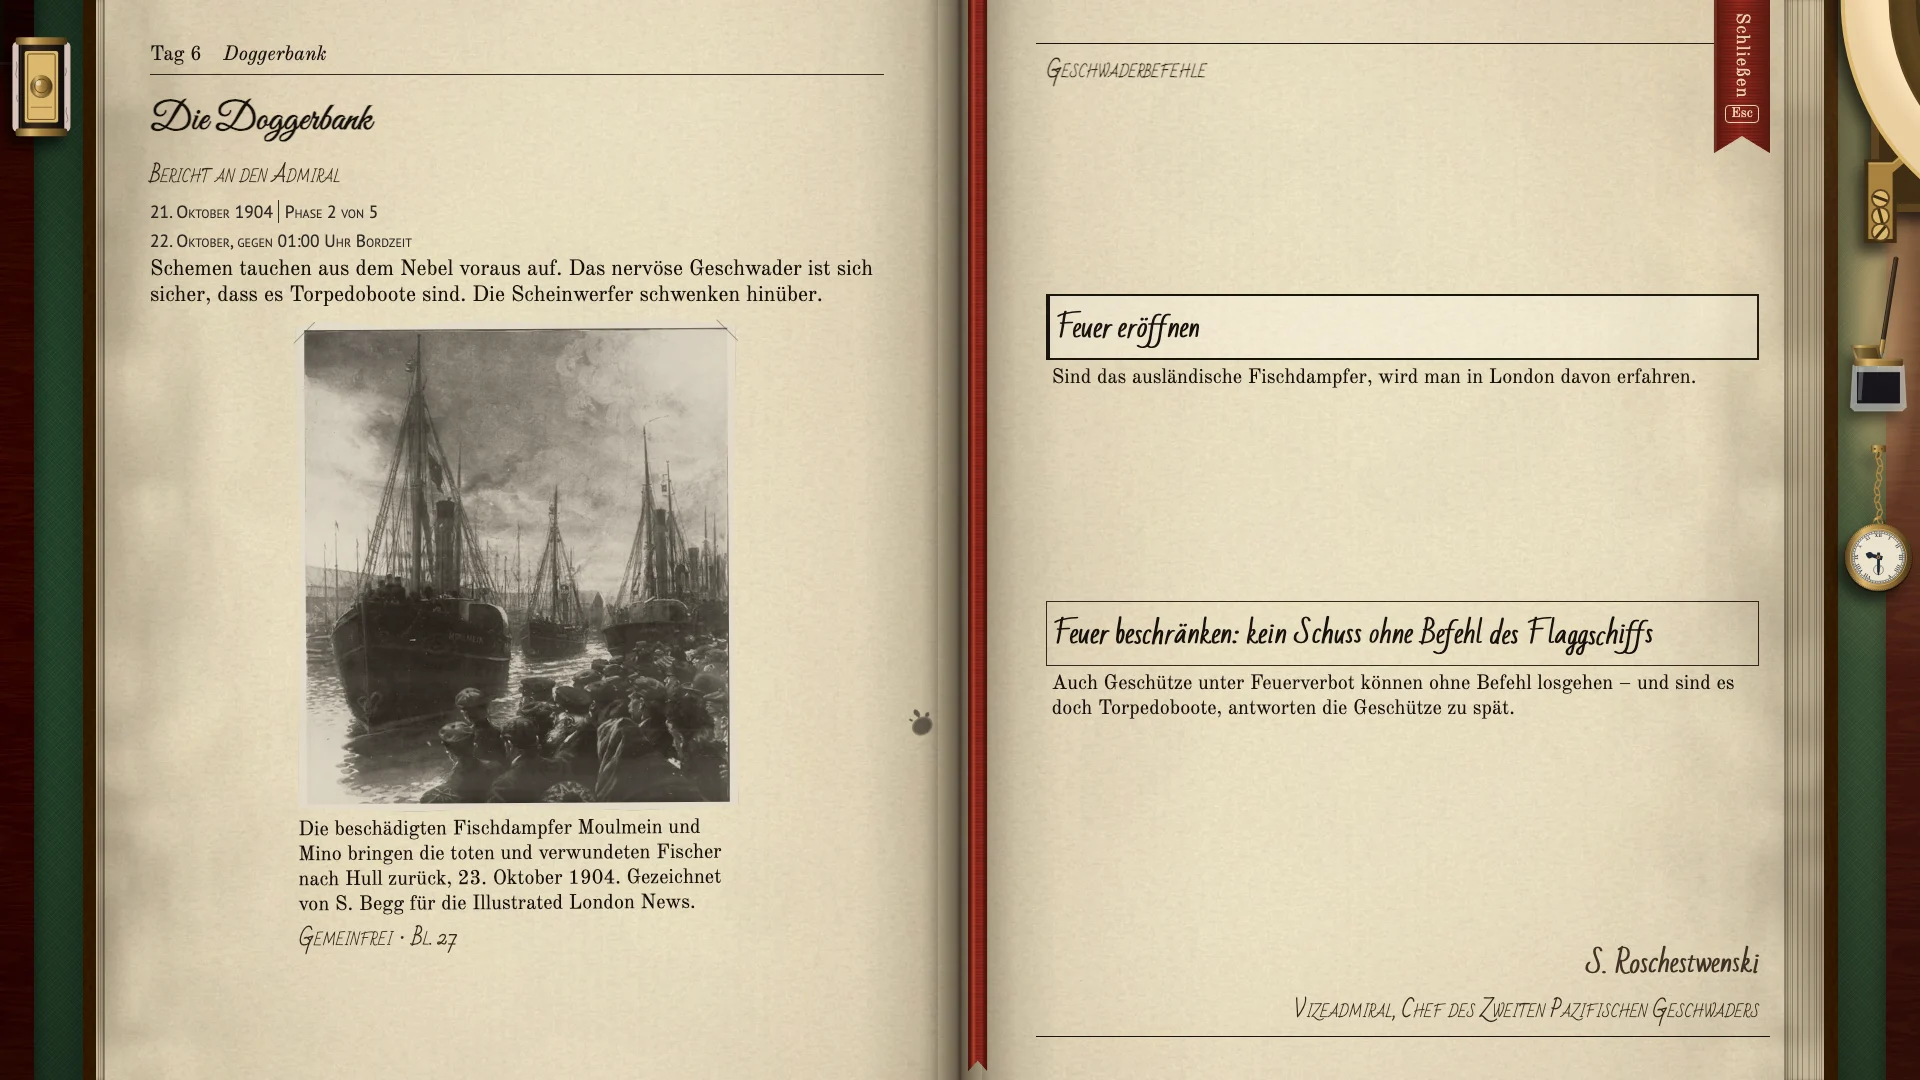 Tag 6 Doggerbank
Die Doggerbank
Bericht an den Admiral
21. Oktober 1904 | Phase 2 von 5
22. Oktober, gegen 01:00 Uhr Bordzeit
Schemen tauchen aus dem Nebel voraus auf. Das nervöse Geschwader ist sich
sicher, dass es Torpedoboote sind. Die Scheinwerfer schwenken hinüber.
Die beschädigten Fischdampfer Moulmein und
Mino bringen die toten und verwundeten Fischer
nach Hull zurück, 23. Oktober 1904. Gezeichnet
von S. Begg für die Illustrated London News.
Gemeinfrei · Bl. 27
Geschwaderbefehle
Feuer eröffnen
Sind das ausländische Fischdampfer, wird man in London davon erfahren.
Feuer beschränken: kein Schuss ohne Befehl des Flaggschiffs
Auch Geschütze unter Feuerverbot können ohne Befehl losgehen – und sind es
doch Torpedoboote, antworten die Geschütze zu spät.
S. Roschestwenski
Vizeadmiral, Chef des Zweiten Pazifischen Geschwaders
Schließen
Esc